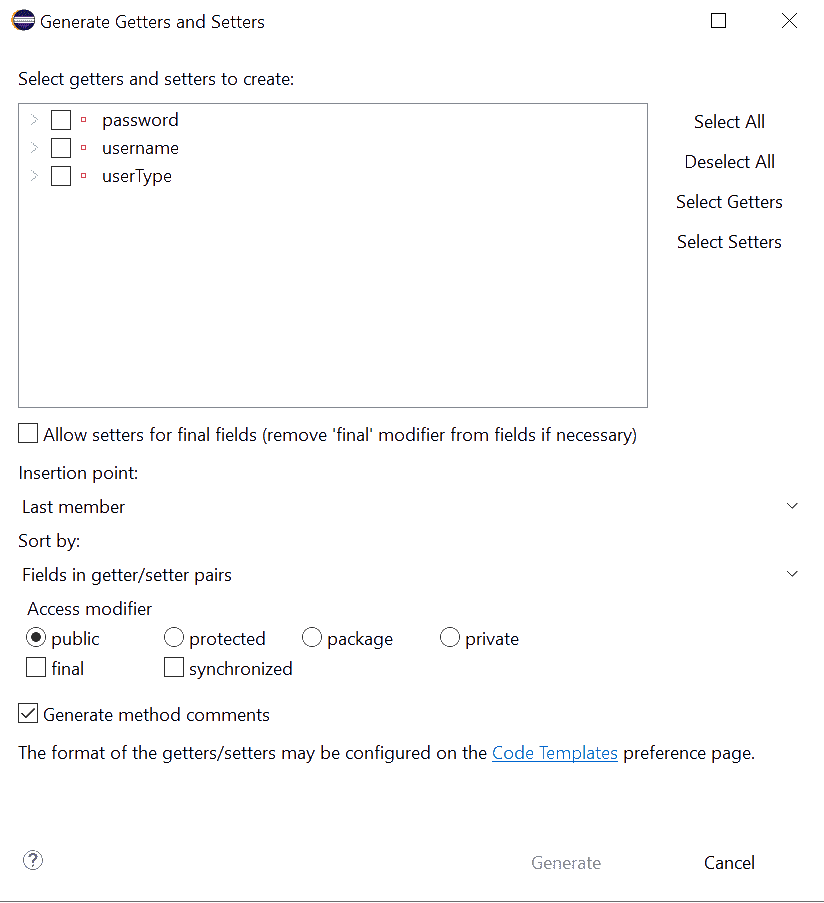 Generate Getters and Setters
Select getters and setters to create:
password
username
userType
Select All
Deselect All
Select Getters
Select Setters
Allow setters for final fields (remove 'final' modifier from fields if necessary)
Insertion point:
Last member
Sort by:
Fields in getter/setter pairs
Access modifier
public protected package private
final synchronized
Generate method comments
The format of the getters/setters may be configured on the Code Templates preference page.
? Generate Cancel